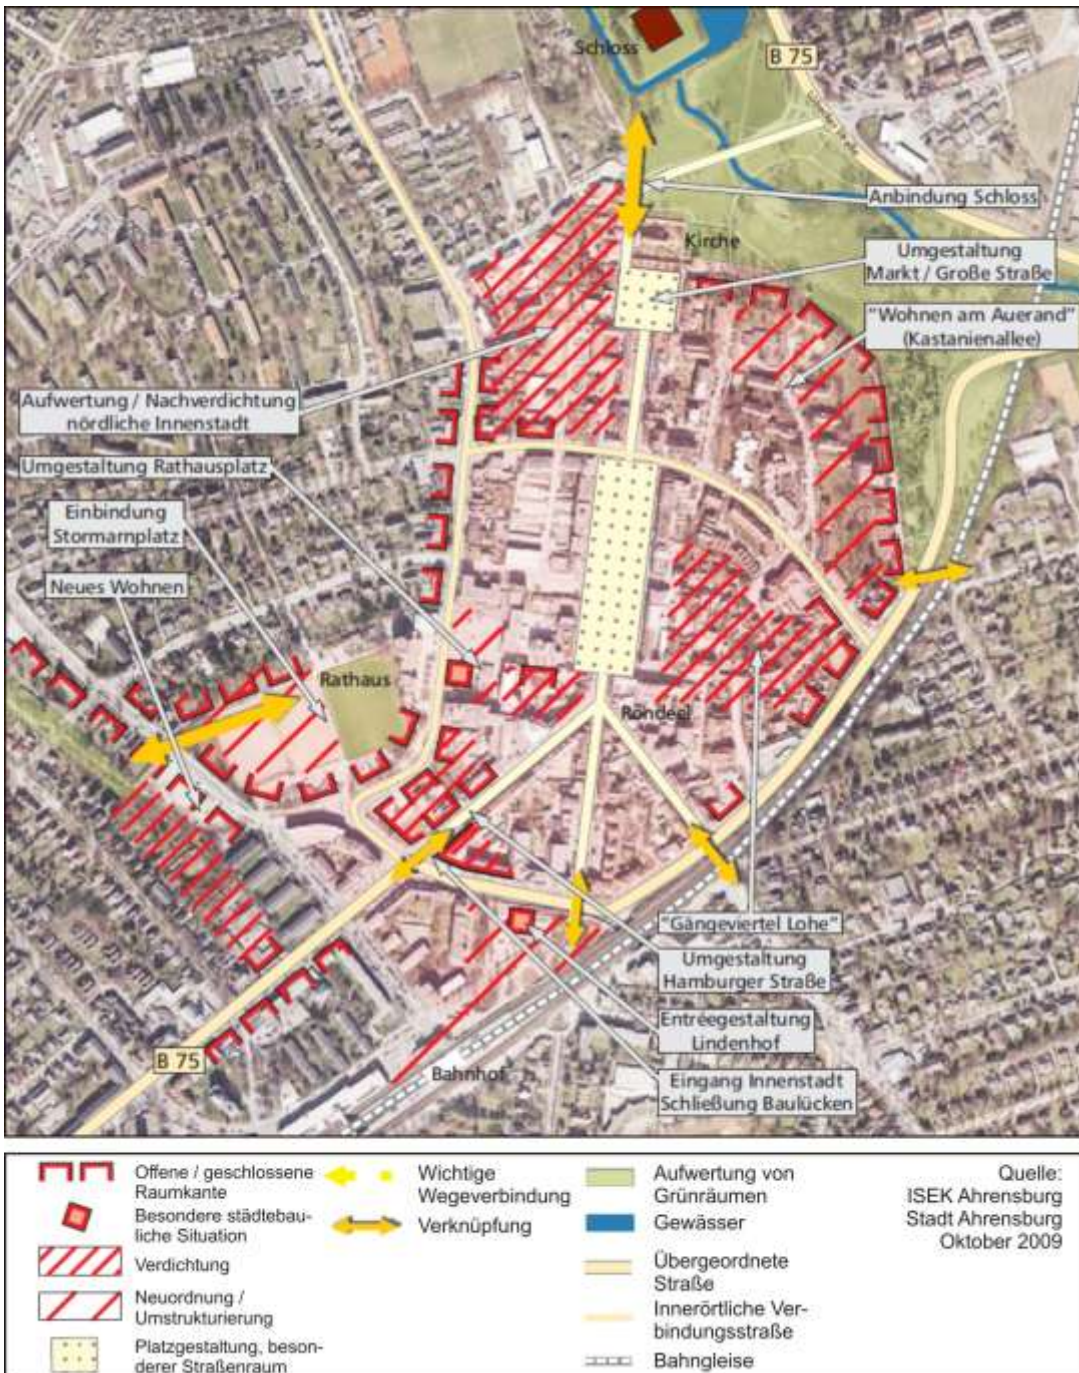 Schloss
B 75
Anbindung Schloss
Kirche
Umgestaltung
Markt / Große Straße
"Wohnen am Auerand"
(Kastanienallee)
Aufwertung / Nachverdichtung
nördliche Innenstadt
Umgestaltung Rathausplatz
Einbindung
Stormarnplatz
Neues Wohnen
Rathaus
Rondeel
"Gängeviertel Lohe"
Umgestaltung
Hamburger Straße
Entreegestaltung
Lindenhof
Eingang Innenstadt
Schließung Baulücken
B 75
Bahnhof
Offene / geschlossene
Raumkante
Besondere städtebau-
liche Situation
Verdichtung
Neuordnung /
Umstrukturierung
Platzgestaltung, beson-
derer Straßenraum
Wichtige
Wegeverbindung
Verknüpfung
Aufwertung von
Grünräumen
Gewässer
Übergeordnete
Straße
Innerörtliche Ver-
bindungsstraße
Bahngleise
Quelle:
ISEK Ahrensburg
Stadt Ahrensburg
Oktober 2009